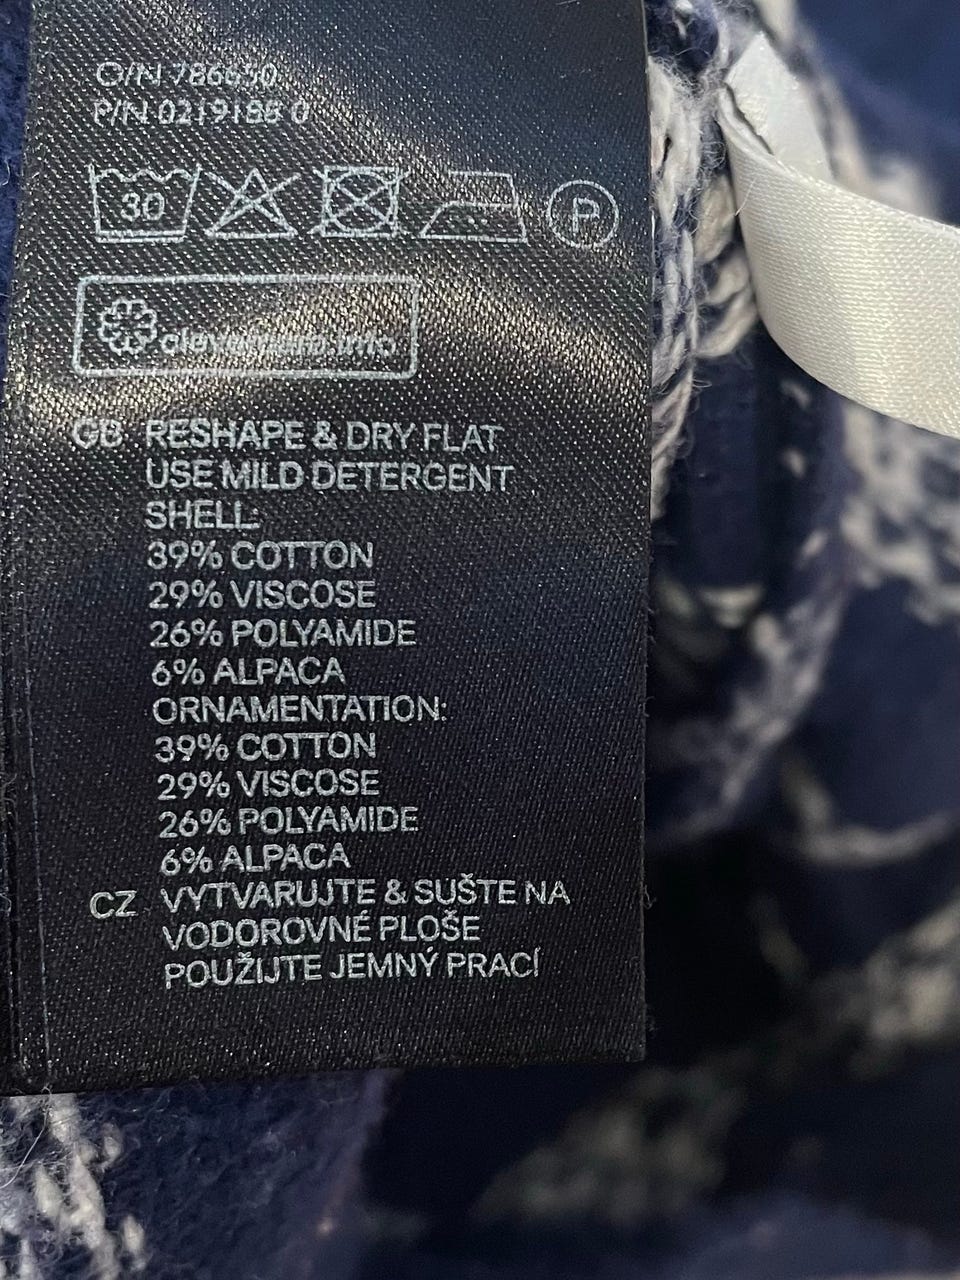 O/N 786650
P/N 0219188 0
30
P
clevercare.info
GB RESHAPE & DRY FLAT
USE MILD DETERGENT
SHELL:
39% COTTON
29% VISCOSE
26% POLYAMIDE
6% ALPACA
ORNAMENTATION:
39% COTTON
29% VISCOSE
26% POLYAMIDE
6% ALPACA
CZ VYTVARUJTE & SUŠTE NA
VODOROVNÉ PLOŠE
POUŽIJTE JEMNÝ PRACÍ